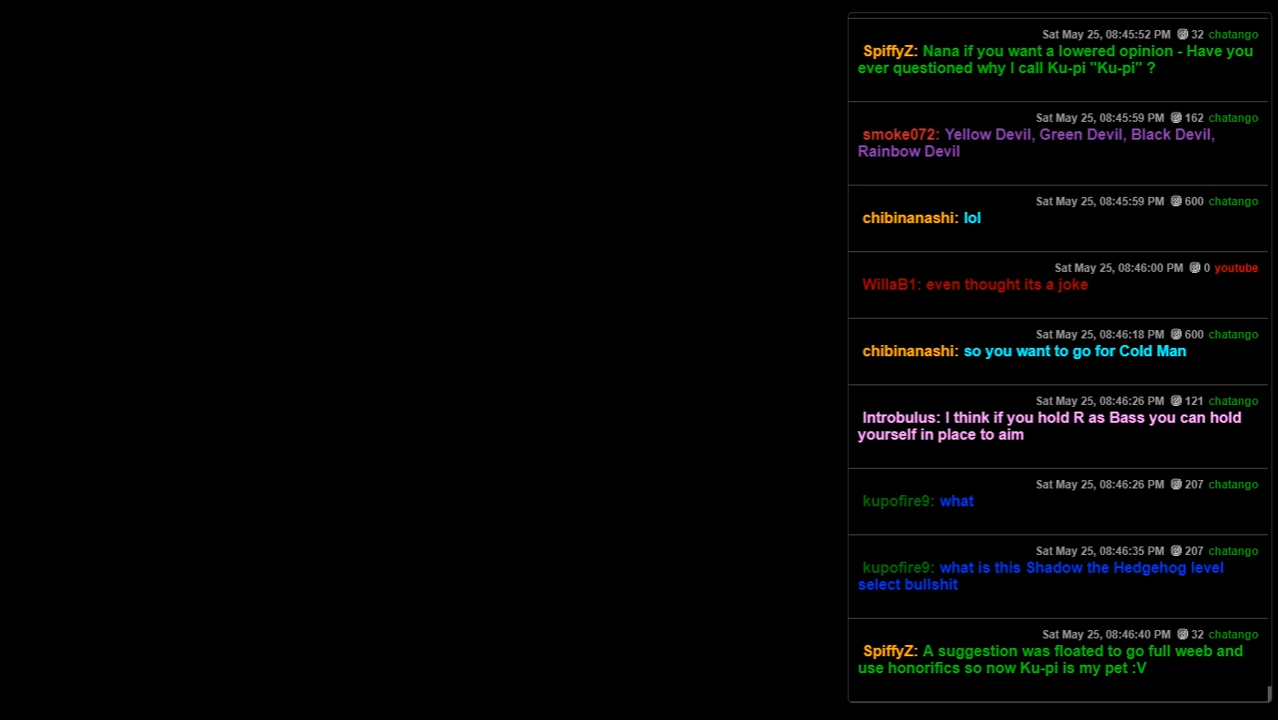 Sat May 25, 08:45:52 PM 32 chatango
SpiffyZ: Nana if you want a lowered opinion - Have you
ever questioned why I call Ku-pi "Ku-pi" ?
Sat May 25, 08:45:59 PM 162 chatango
smoke072: Yellow Devil, Green Devil, Black Devil,
Rainbow Devil
Sat May 25, 08:45:59 PM 600 chatango
chibinanashi: lol
Sat May 25, 08:46:00 PM 0 youtube
WillaB1: even thought its a joke
Sat May 25, 08:46:18 PM 600 chatango
chibinanashi: so you want to go for Cold Man
Sat May 25, 08:46:26 PM 121 chatango
Introbulus: I think if you hold R as Bass you can hold
yourself in place to aim
Sat May 25, 08:46:26 PM 207 chatango
kupofire9: what
Sat May 25, 08:46:35 PM 207 chatango
kupofire9: what is this Shadow the Hedgehog level
select bullshit
Sat May 25, 08:46:40 PM 32 chatango
SpiffyZ: A suggestion was floated to go full weeb and
use honorifics so now Ku-pi is my pet :V